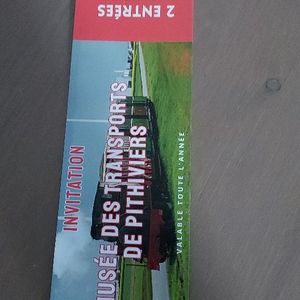 2 ENTRÉES
INVITATION
MUSÉE DES TRANSPORTS
DE PITHIVIERS
VALABLE TOUTE L'ANNÉE